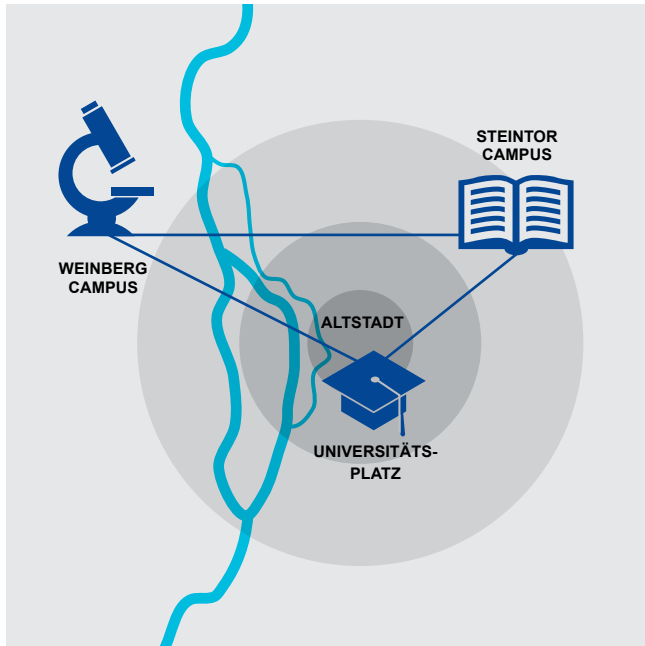 STEINTOR
CAMPUS
WEINBERG
CAMPUS
ALTSTADT
UNIVERSITÄTS-
PLATZ